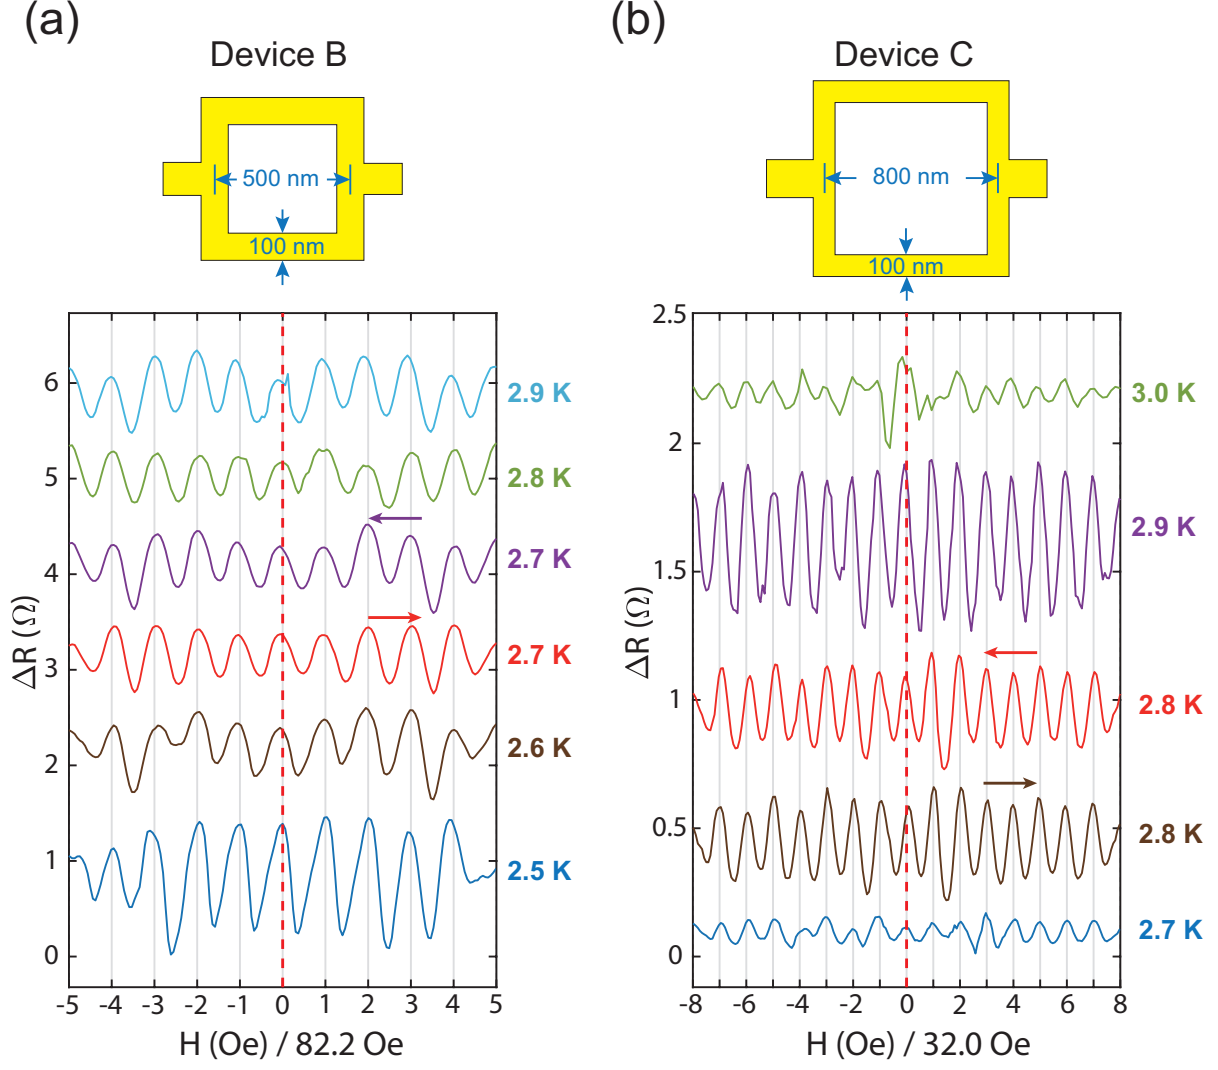 (a)
Device B
500 nm
100 nm
6
5
4
3
2
1
0
ΔR (Ω)
2.9 K
2.8 K
2.7 K
2.7 K
2.6 K
2.5 K
-5 -4 -3 -2 -1 0 1 2 3 4 5
H (Oe) / 82.2 Oe
(b)
Device C
800 nm
100 nm
2.5
2
1.5
1
0.5
0
ΔR (Ω)
3.0 K
2.9 K
2.8 K
2.8 K
2.7 K
-8 -6 -4 -2 0 2 4 6 8
H (Oe) / 32.0 Oe